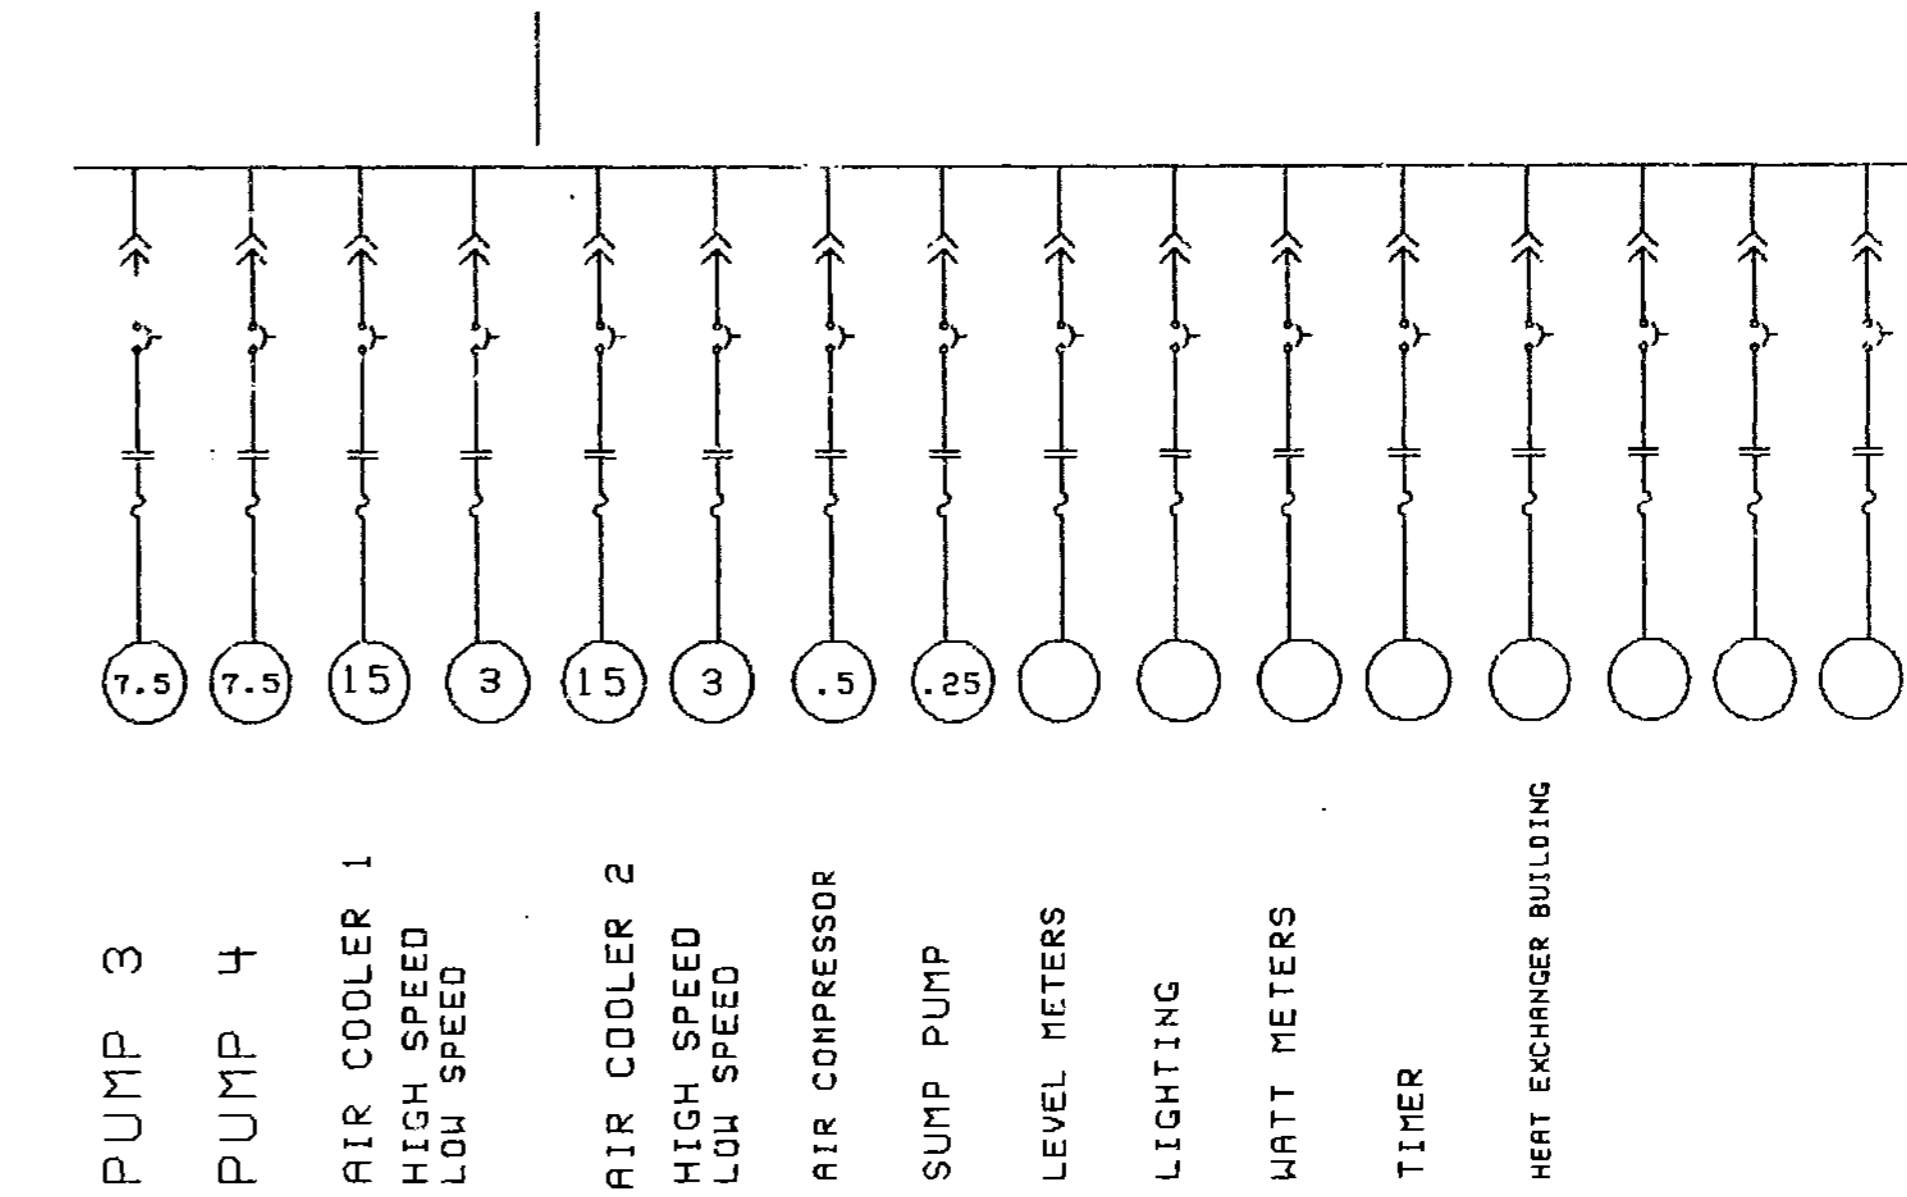 7.5
7.5
15
3
15
3
.5
.25
PUMP 3
PUMP 4
AIR COOLER 1
HIGH SPEED
LOW SPEED
AIR COOLER 2
HIGH SPEED
LOW SPEED
AIR COMPRESSOR
SUMP PUMP
LEVEL METERS
LIGHTING
WATT METERS
TIMER
HEAT EXCHANGER BUILDING